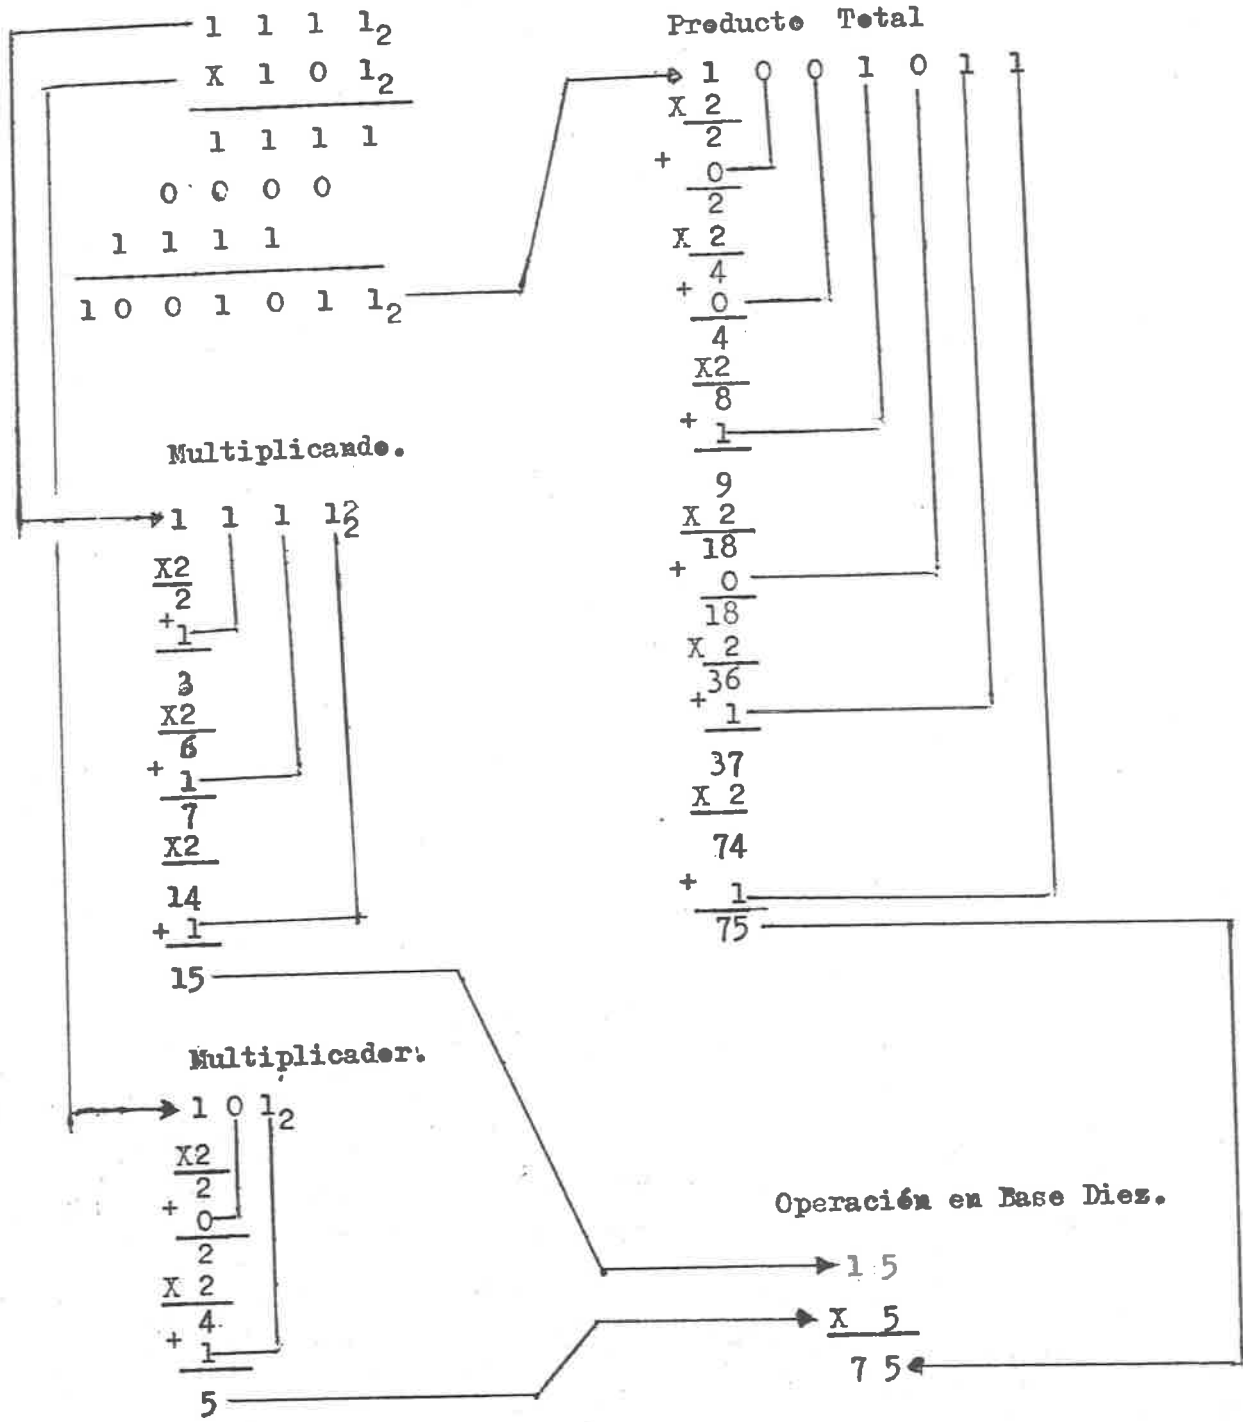 1 1 1 1₂
X 1 0 1₂
1 1 1 1
0 0 0 0
1 1 1 1
1 0 0 1 0 1 1₂
Multiplicando.
1 1 1 1₂
X2
2
+1
3
X2
6
+ 1
7
X2
14
+ 1
15
Multiplicador.
1 0 1₂
X2
2
+ 0
2
X 2
4
+ 1
5
Producto Total
1 0 0 1 0 1 1
X 2
2
+ 0
2
X 2
4
+ 0
4
X2
8
+ 1
9
X 2
18
+ 0
18
X 2
36
+ 1
37
X 2
74
+ 1
75
Operación en Base Diez.
1 5
X 5
7 5